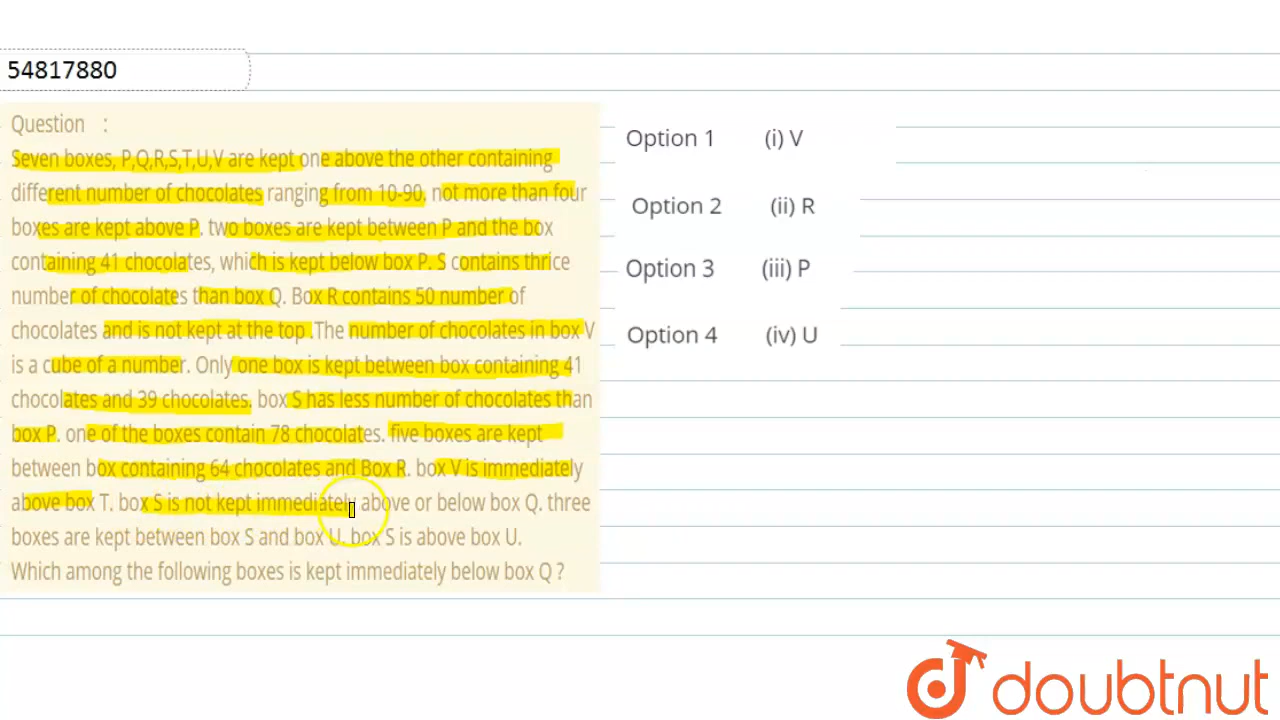 54817880
Question :
Seven boxes, P,Q,R,S,T,U,V are kept one above the other containing
different number of chocolates ranging from 10-90, not more than four
boxes are kept above P. two boxes are kept between P and the box
containing 41 chocolates, which is kept below box P. S contains thrice
number of chocolates than box Q. Box R contains 50 number of
chocolates and is not kept at the top .The number of chocolates in box V
is a cube of a number. Only one box is kept between box containing 41
chocolates and 39 chocolates. box S has less number of chocolates than
box P. one of the boxes contain 78 chocolates. five boxes are kept
between box containing 64 chocolates and Box R. box V is immediately
above box T. box S is not kept immediately above or below box Q. three
boxes are kept between box S and box U. box S is above box U.
Which among the following boxes is kept immediately below box Q ?
Option 1 (i) V
Option 2 (ii) R
Option 3 (iii) P
Option 4 (iv) U
doubtnut